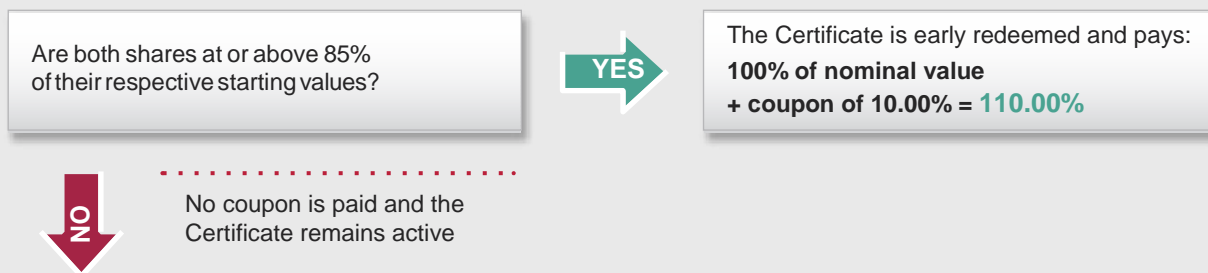 Are both shares at or above 85%
of their respective starting values?
YES
The Certificate is early redeemed and pays:
100% of nominal value
+ coupon of 10.00% = 110.00%
NO
No coupon is paid and the
Certificate remains active